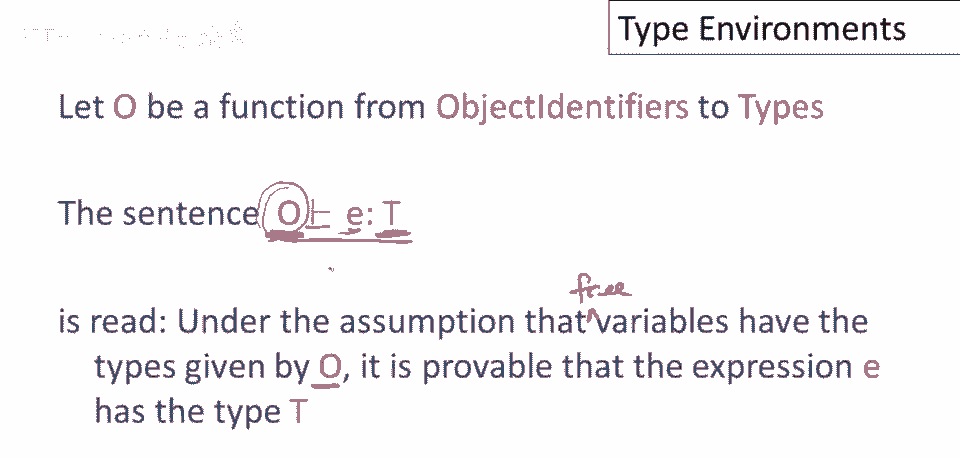 Type Environments
Let O be a function from ObjectIdentifiers to Types
The sentence O ⊢ e: T
free
is read: Under the assumption that^variables have the
types given by O, it is provable that the expression e
has the type T